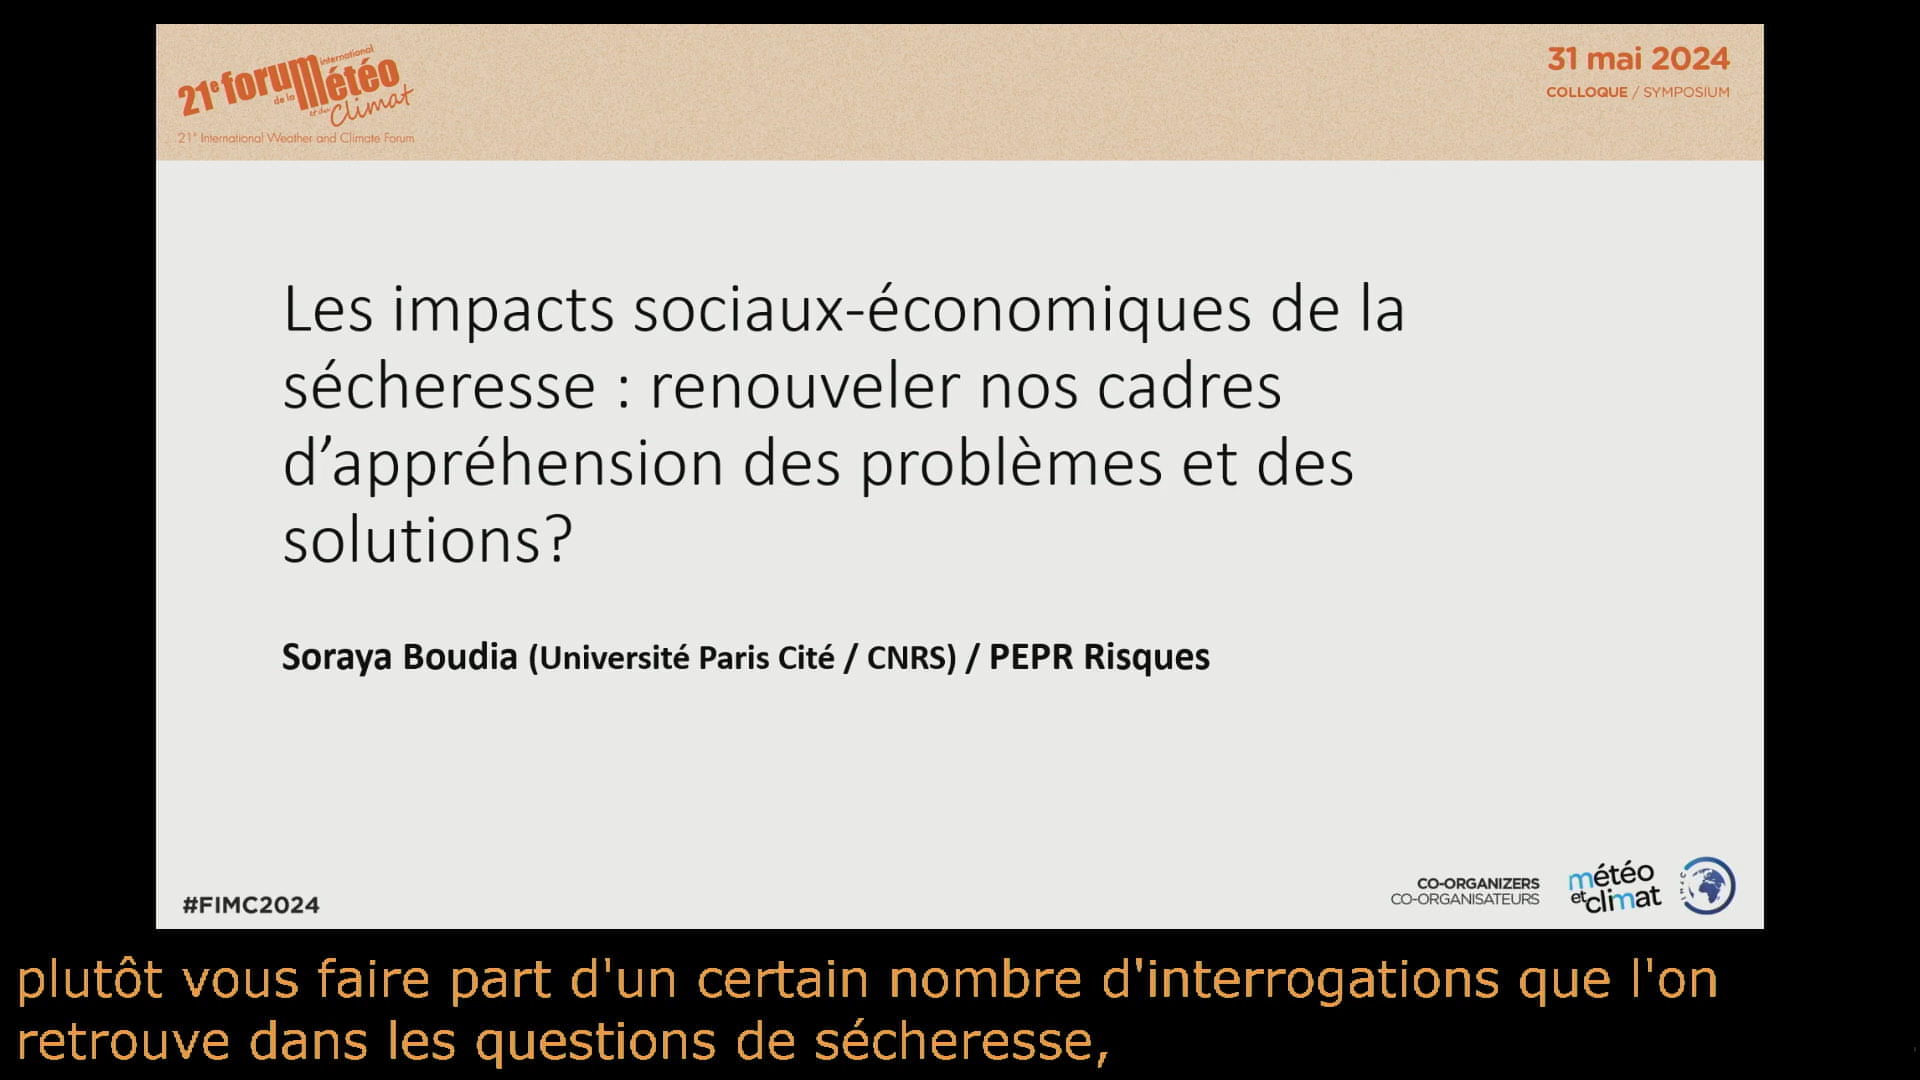 21e forum international
de la météo
et du Climat
21st International Weather and Climate Forum
31 mai 2024
COLLOQUE / SYMPOSIUM
Les impacts sociaux-économiques de la
sécheresse : renouveler nos cadres
d’appréhension des problèmes et des
solutions?
Soraya Boudia (Université Paris Cité / CNRS) / PEPR Risques
#FIMC2024
CO-ORGANIZERS
CO-ORGANISATEURS
météo
et climat
plutôt vous faire part d'un certain nombre d'interrogations que l'on
retrouve dans les questions de sécheresse,